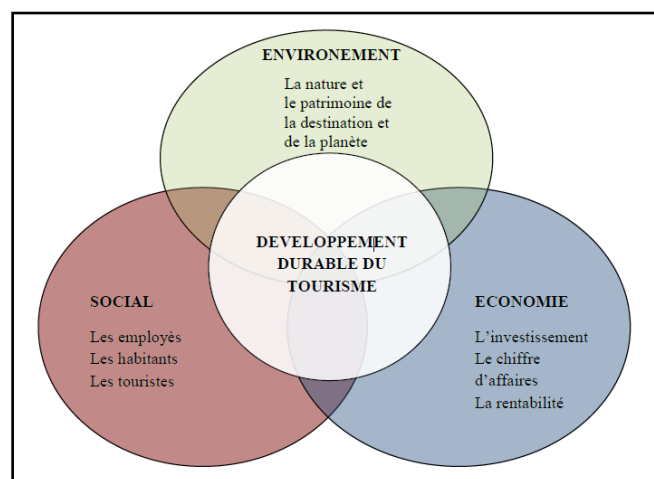 ENVIRONEMENT
La nature et
le patrimoine de
la destination et
de la planète
DEVELOPPEMENT
DURABLE DU
TOURISME
SOCIAL
Les employès
Les habitants
Les touristes
ECONOMIE
L’investissement
Le chiffre
d’affaires
La rentabilité